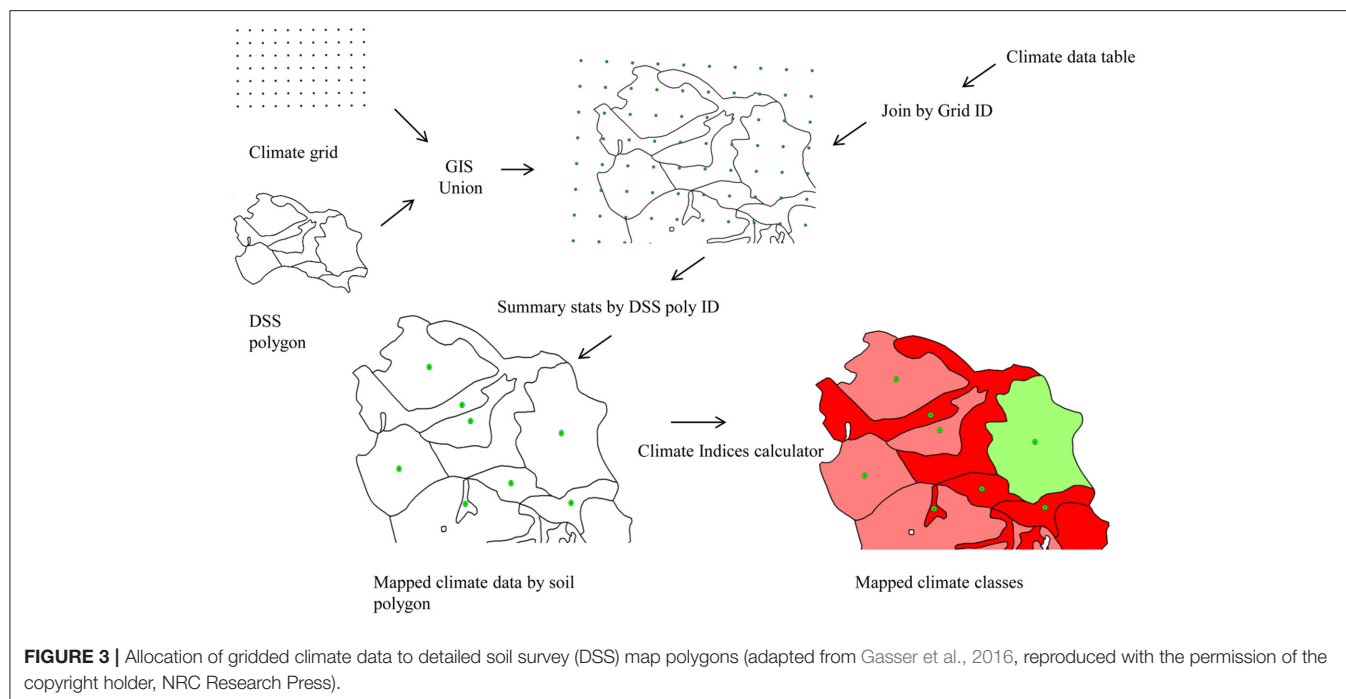 Climate data table
Join by Grid ID
Climate grid
GIS
Union
DSS
polygon
Summary stats by DSS poly ID
Climate Indices calculator
Mapped climate data by soil
polygon
Mapped climate classes
FIGURE 3 | Allocation of gridded climate data to detailed soil survey (DSS) map polygons (adapted from Gasser et al., 2016, reproduced with the permission of the
copyright holder, NRC Research Press).